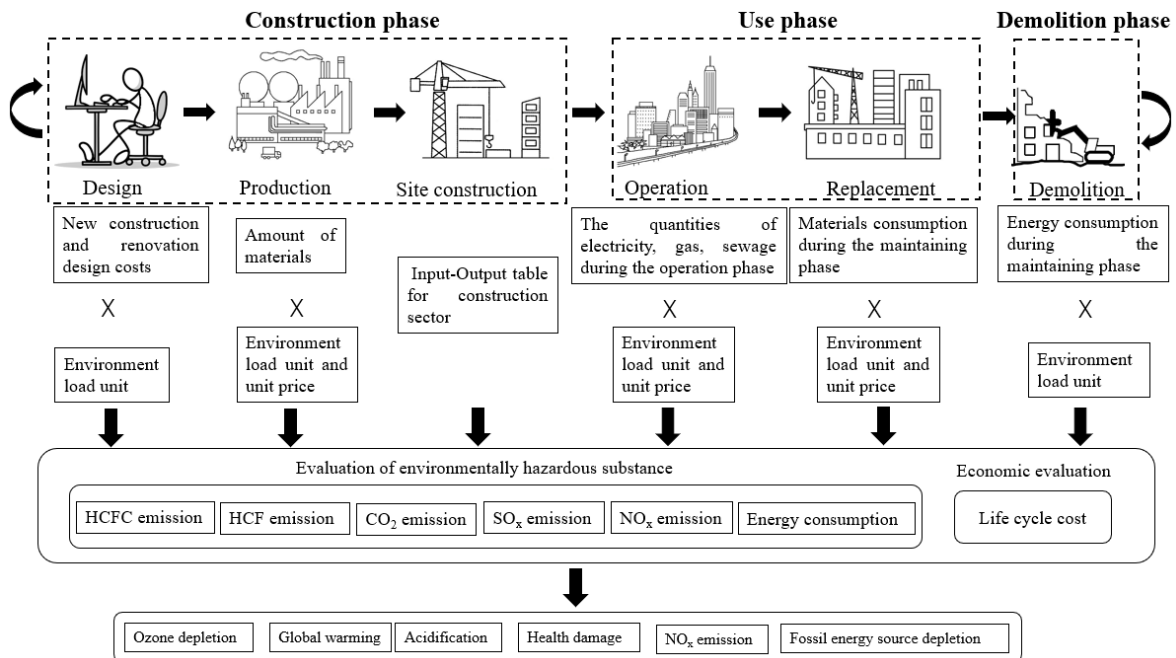 Construction phase
Use phase
Demolition phase
Design
Production
Site construction
Operation
Replacement
Demolition
New construction
and renovation
design costs
Amount of
materials
Input-Output table
for construction
sector
The quantities of
electricity, gas, sewage
during the operation phase
Materials consumption
during the maintaining
phase
Energy consumption
during the
maintaining phase
X
X
X
X
X
Environment
load unit
Environment
load unit and
unit price
Environment
load unit and
unit price
Environment
load unit and
unit price
Environment
load unit
Evaluation of environmentally hazardous substance
Economic evaluation
HCFC emission
HCF emission
CO₂ emission
SOₓ emission
NOₓ emission
Energy consumption
Life cycle cost
Ozone depletion
Global warming
Acidification
Health damage
NOₓ emission
Fossil energy source depletion